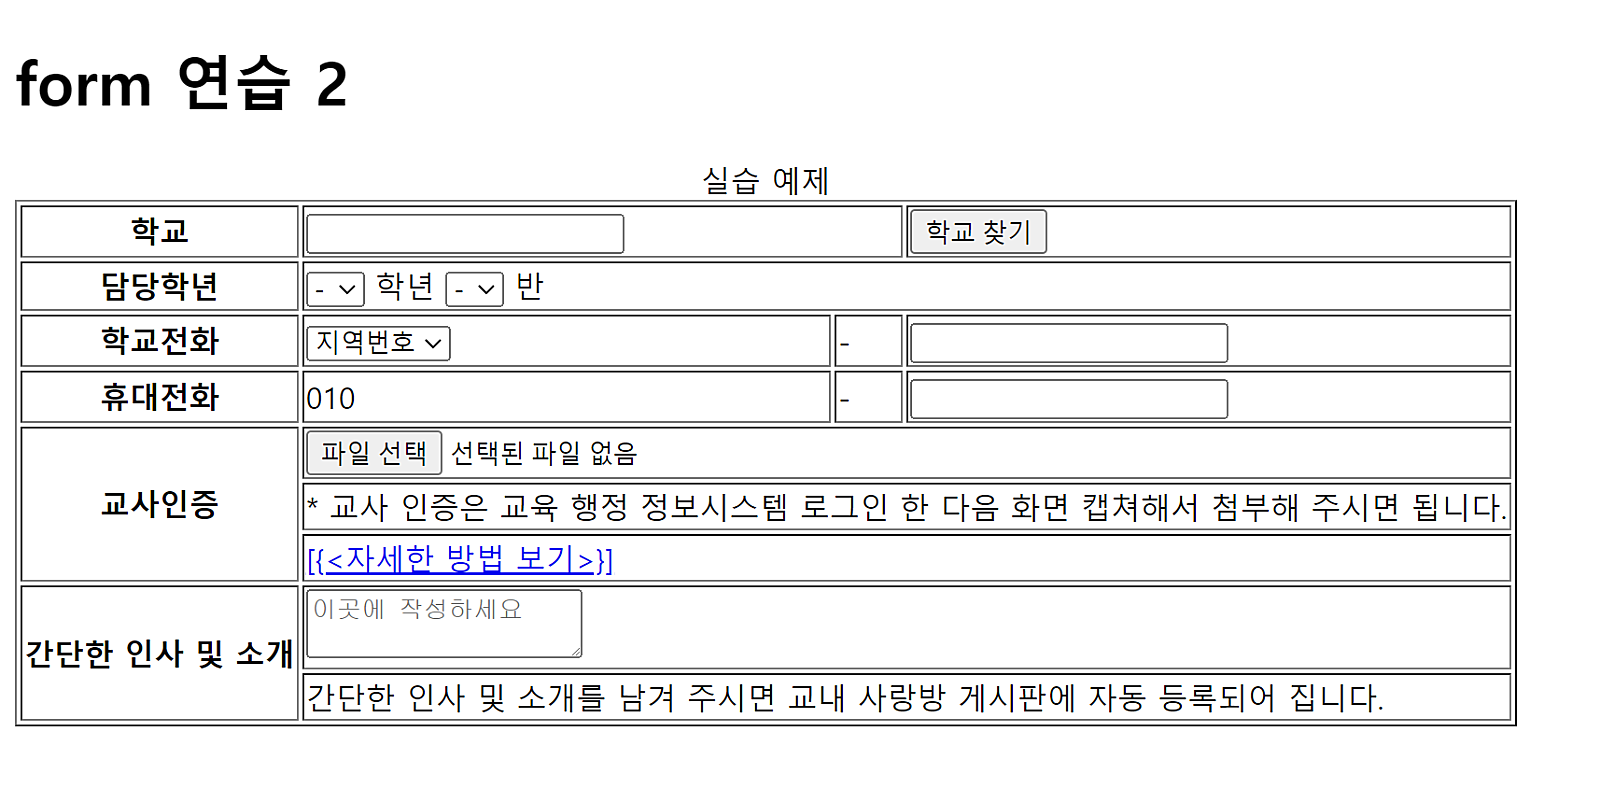 form 연습 2
실습 예제
학교 학교 찾기
담당학년 - 학년 - 반
학교전화 지역번호 -
휴대전화 010 -
교사인증
파일 선택 선택된 파일 없음
* 교사 인증은 교육 행정 정보시스템 로그인 한 다음 화면 캡쳐해서 첨부해 주시면 됩니다.
[{<자세한 방법 보기>}]
간단한 인사 및 소개
이곳에 작성하세요
간단한 인사 및 소개를 남겨 주시면 교내 사랑방 게시판에 자동 등록되어 집니다.